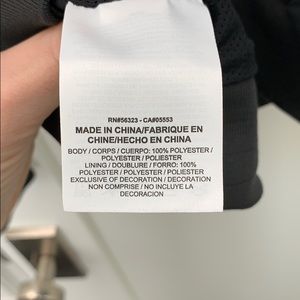 RN#56323 - CA#05553
MADE IN CHINA/FABRIQUE EN
CHINE/HECHO EN CHINA
BODY / CORPS / CUERPO: 100% POLYESTER /
POLYESTER / POLIESTER
LINING / DOUBLURE / FORRO: 100%
POLYESTER / POLYESTER / POLIESTER
EXCLUSIVE OF DECORATION / DECORATION
NON COMPRISE / NO INCLUYE LA
DECORACION